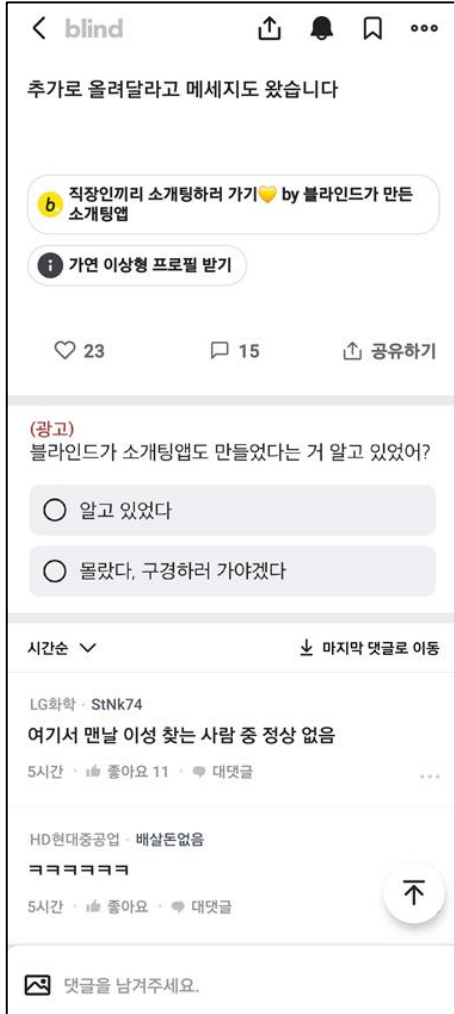 blind
추가로 올려달라고 메세지도 왔습니다
b 직장인끼리 소개팅하러 가기💛 by 블라인드가 만든
소개팅앱
i 가연 이상형 프로필 받기
23 15 공유하기
(광고)
블라인드가 소개팅앱도 만들었다는 거 알고 있었어?
알고 있었다
몰랐다, 구경하러 가야겠다
시간순 마지막 댓글로 이동
LG화학 · StNk74
여기서 맨날 이성 찾는 사람 중 정상 없음
5시간 · 좋아요 11 · 대댓글
HD현대중공업 · 배살돈없음
ㅋㅋㅋㅋㅋㅋ
5시간 · 좋아요 · 대댓글
댓글을 남겨주세요.